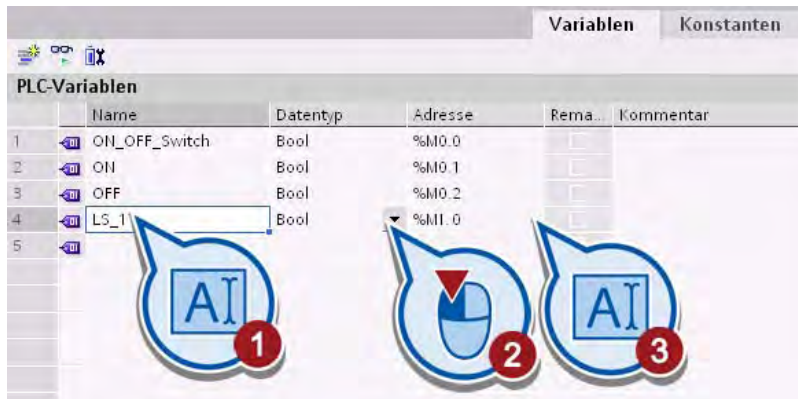 Variablen Konstanten
PLC-Variablen
Name Datentyp Adresse Rema... Kommentar
1 ON_OFF_Switch Bool %M0.0
2 ON Bool %M0.1
3 OFF Bool %M0.2
4 LS_1 Bool %M1.0
5
A A
1 2 3